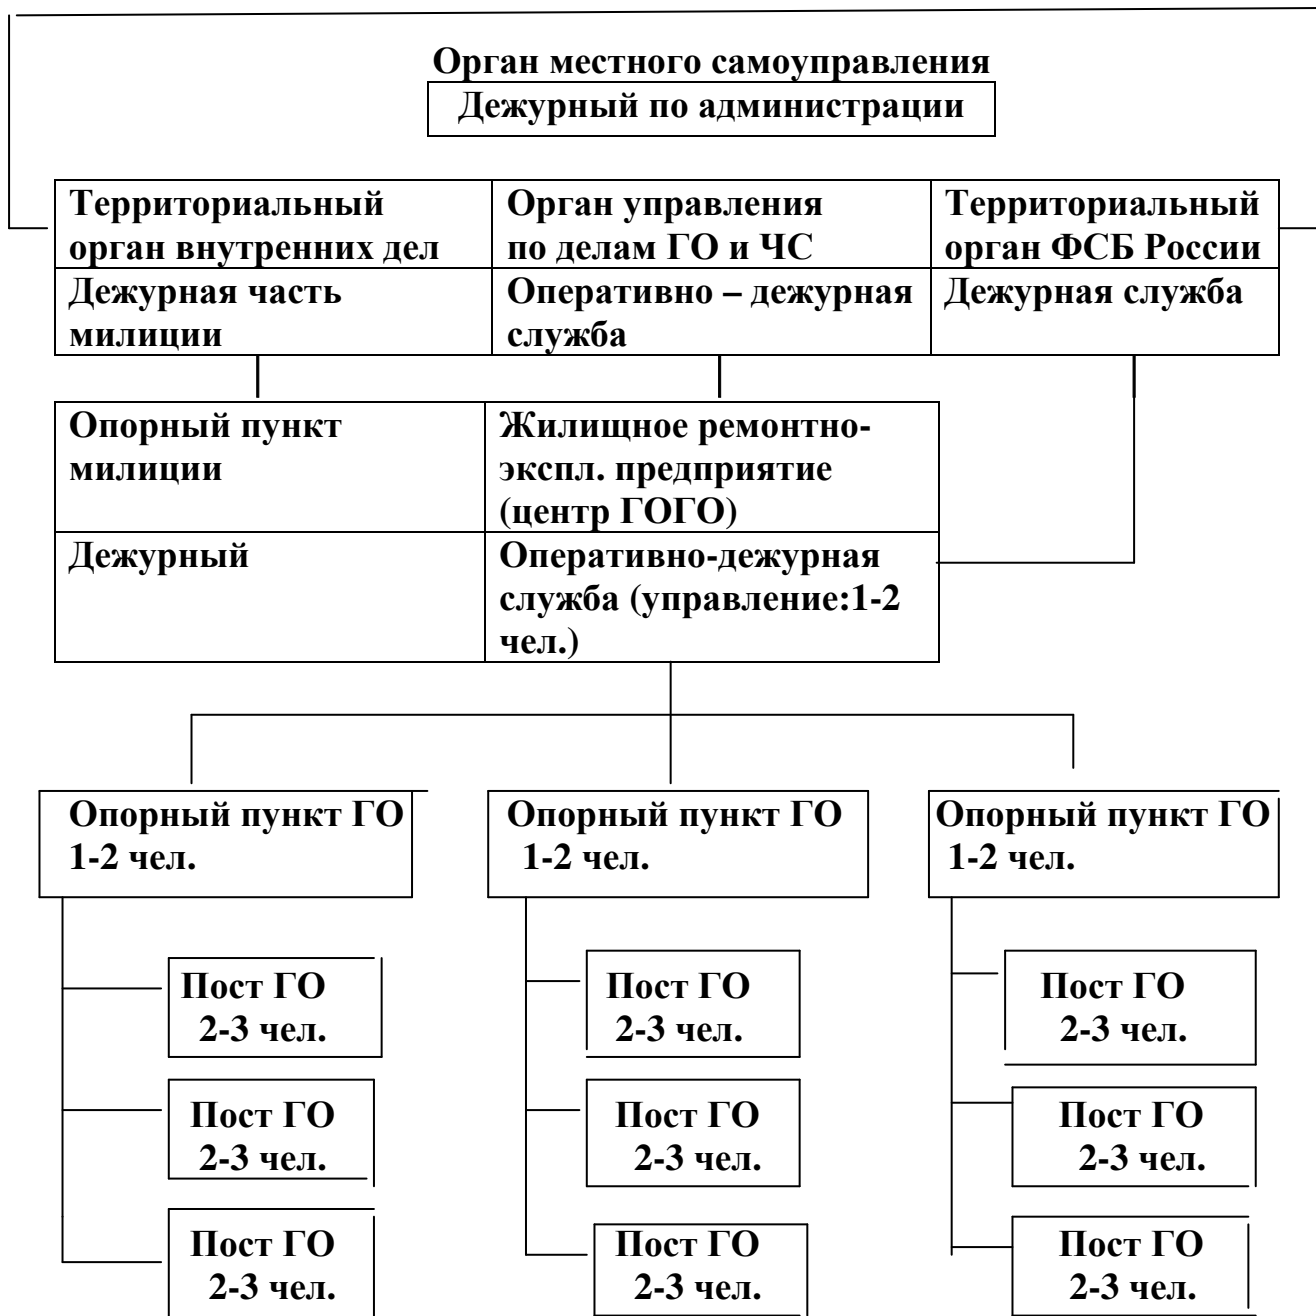 Орган местного самоуправления
Дежурный по администрации
Территориальный
орган внутренних дел
Орган управления
по делам ГО и ЧС
Территориальный
орган ФСБ России
Дежурная часть
милиции
Оперативно – дежурная
служба
Дежурная служба
Опорный пункт
милиции
Жилищное ремонтно-
экспл. предприятие
(центр ГОГО)
Дежурный
Оперативно-дежурная
служба (управление:1-2
чел.)
Опорный пункт ГО
1-2 чел.
Опорный пункт ГО
1-2 чел.
Опорный пункт ГО
1-2 чел.
Пост ГО
2-3 чел.
Пост ГО
2-3 чел.
Пост ГО
2-3 чел.
Пост ГО
2-3 чел.
Пост ГО
2-3 чел.
Пост ГО
2-3 чел.
Пост ГО
2-3 чел.
Пост ГО
2-3 чел.
Пост ГО
2-3 чел.